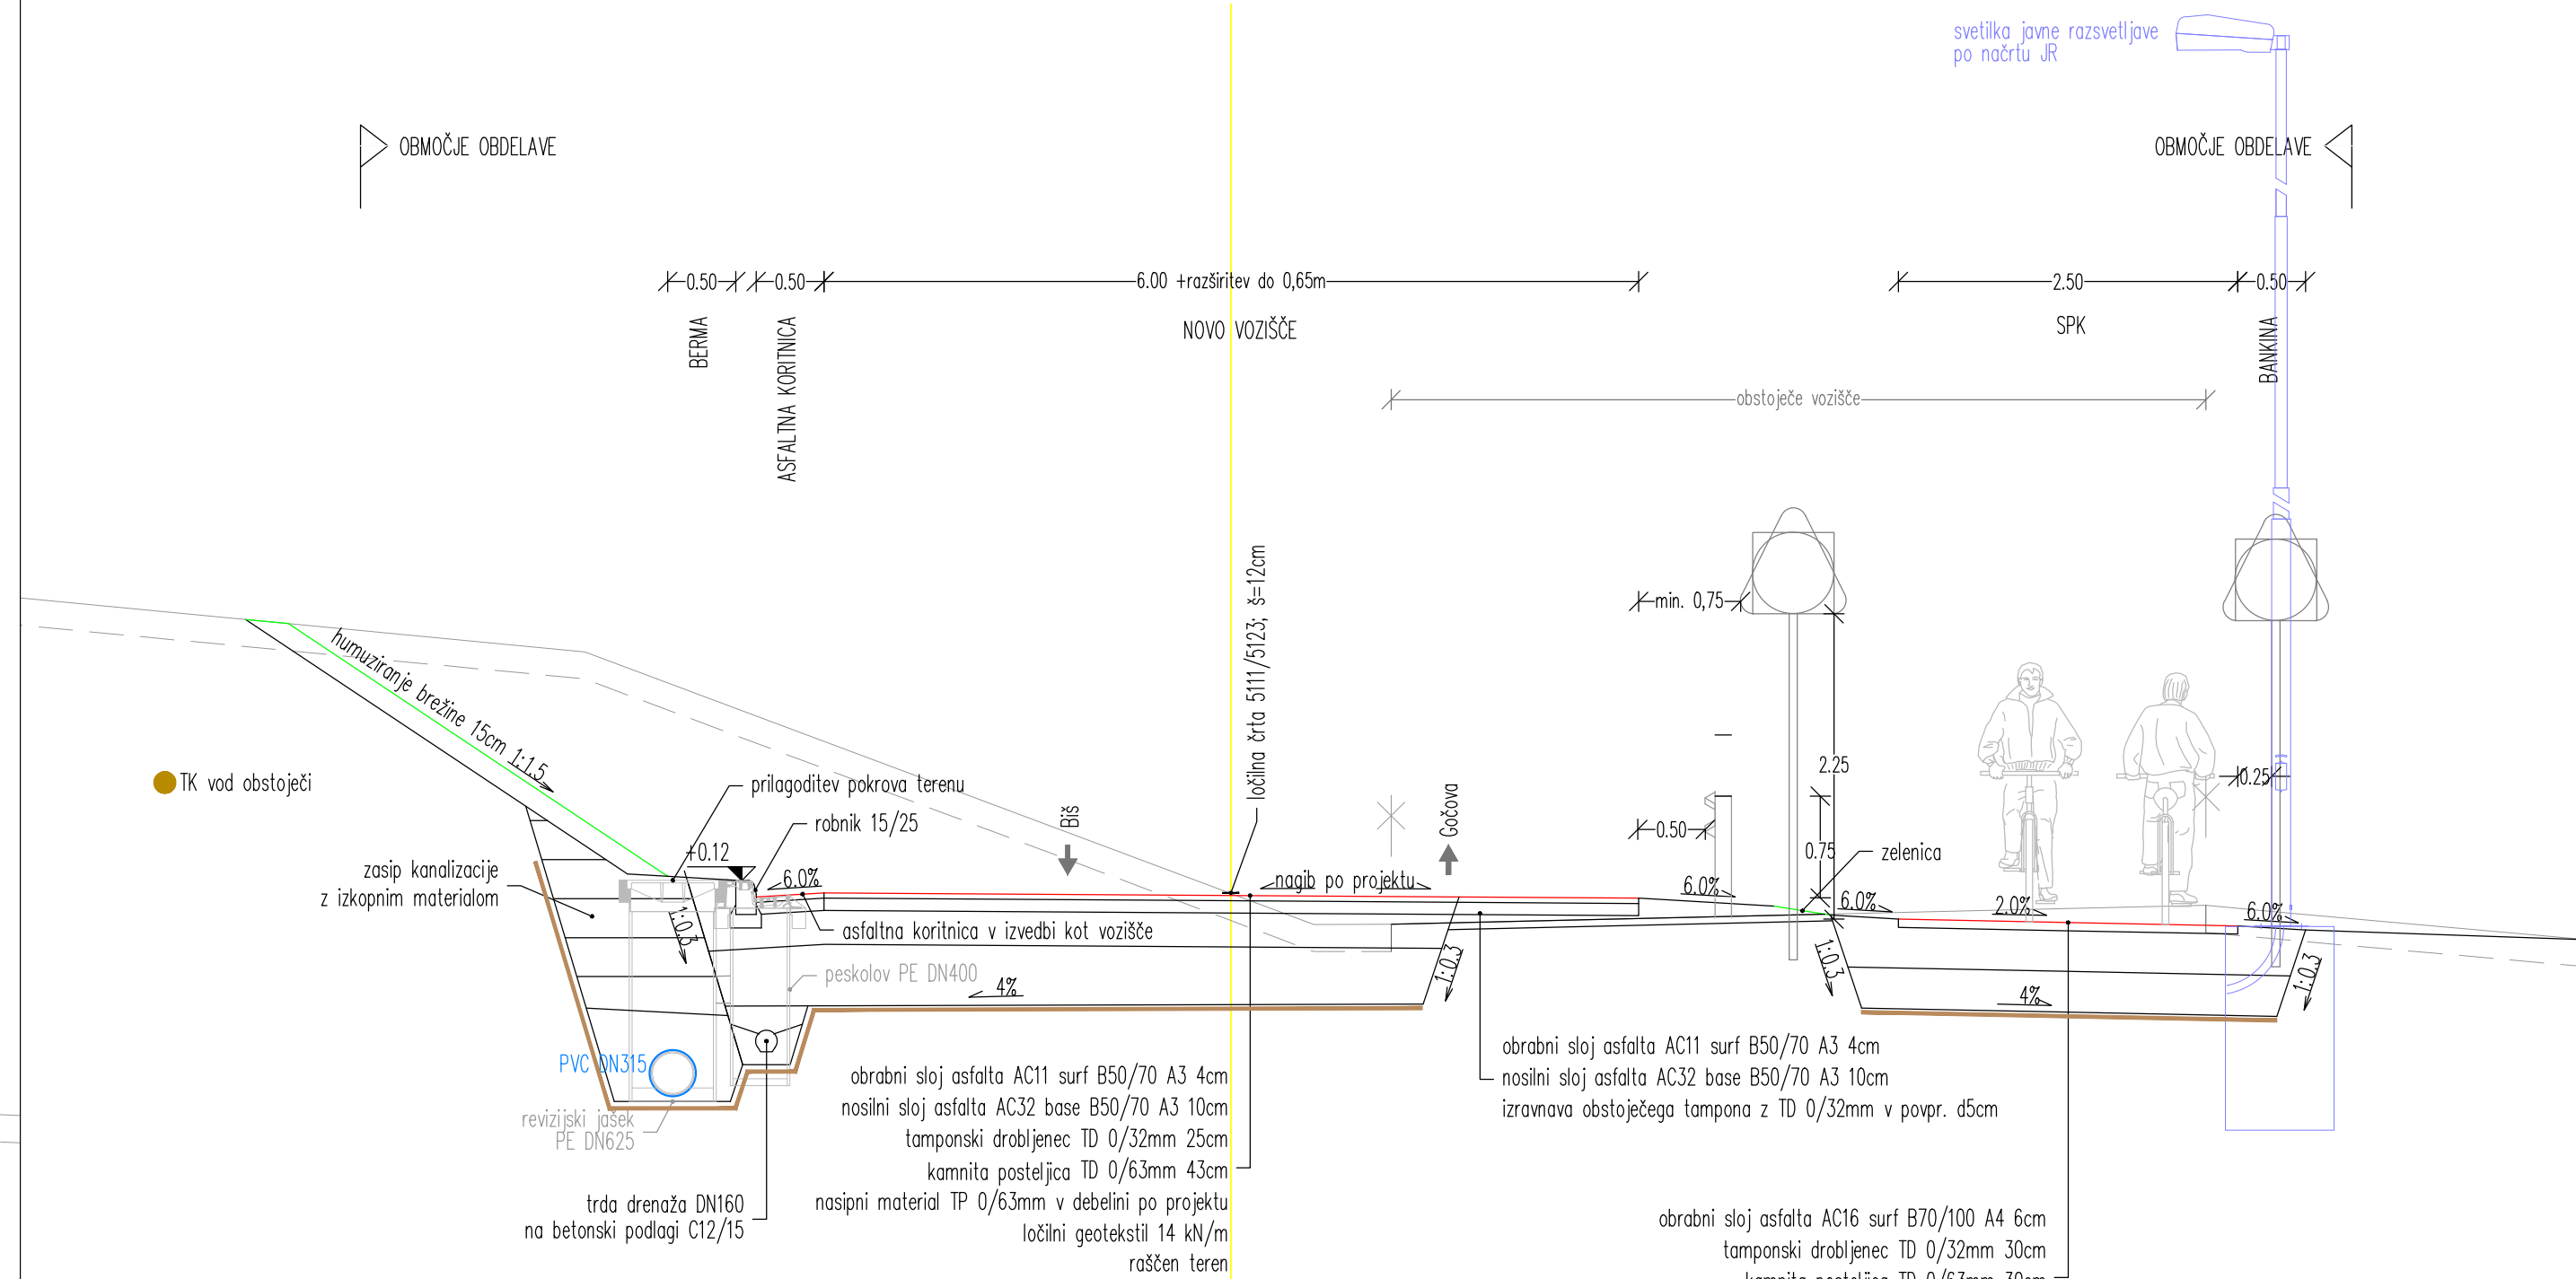 svetilka javne razsvetljave
po načrtu JR
OBMOČJE OBDELAVE
OBMOČJE OBDELAVE
0.50
0.50
6.00 +razširitev do 0,65m
2.50
0.50
BERMA
ASFALTNA KORITNICA
NOVO VOZIŠČE
SPK
BANKINA
obstoječe vozišče
ločilna črta 5111/5123; š=12cm
min. 0,75
humuziranje brežine 15cm 1:1.5
TK vod obstoječi
prilagoditev pokrova terenu
robnik 15/25
Biš
Gočova
2.25
0.25
0.50
0.75
zelenica
+0.12
zasip kanalizacije
z izkopnim materialom
6.0%
nagib po projektu
6.0%
6.0%
2.0%
6.0%
1:0.3
asfaltna koritnica v izvedbi kot vozišče
peskolov PE DN400
4%
1:0.3
1:0.3
4%
1:0.3
PVC DN315
revizijski jašek
PE DN625
trda drenaža DN160
na betonski podlagi C12/15
obrabni sloj asfalta AC11 surf B50/70 A3 4cm
nosilni sloj asfalta AC32 base B50/70 A3 10cm
tamponski drobljenec TD 0/32mm 25cm
kamnita posteljica TD 0/63mm 43cm
nasipni material TP 0/63mm v debelini po projektu
ločilni geotekstil 14 kN/m
raščen teren
obrabni sloj asfalta AC11 surf B50/70 A3 4cm
nosilni sloj asfalta AC32 base B50/70 A3 10cm
izravnava obstoječega tampona z TD 0/32mm v povpr. d5cm
obrabni sloj asfalta AC16 surf B70/100 A4 6cm
tamponski drobljenec TD 0/32mm 30cm
kamnita posteljica TD 0/63mm 30cm